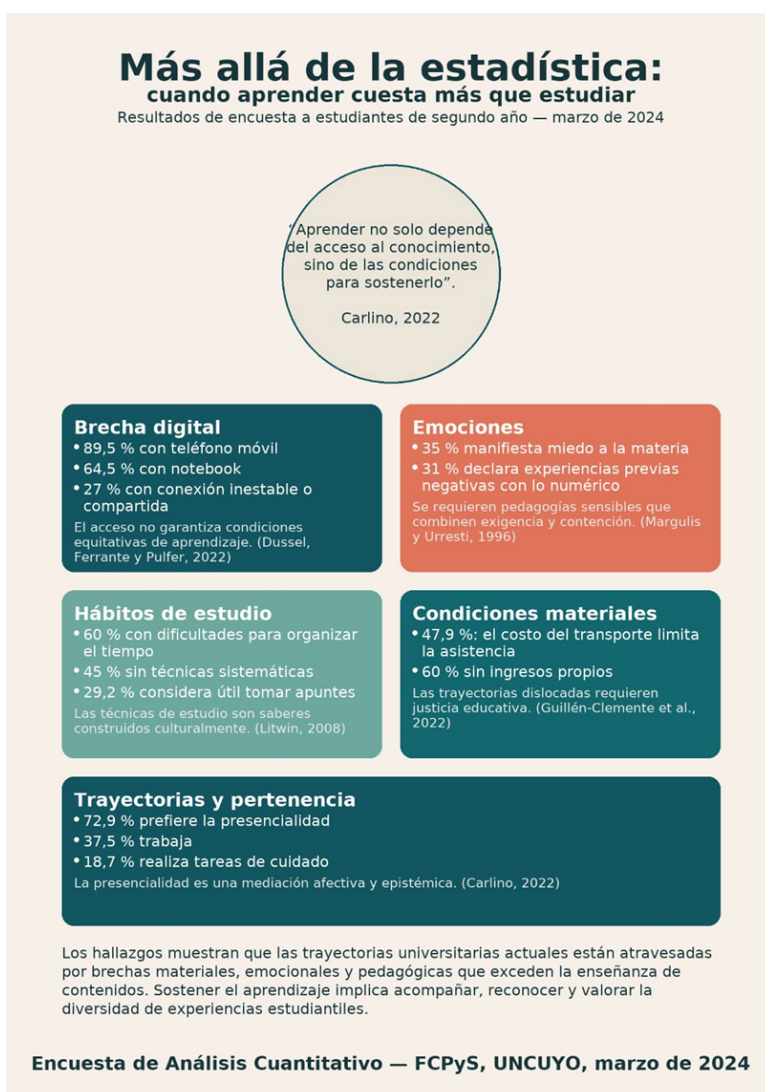 Más allá de la estadística:
cuando aprender cuesta más que estudiar
Resultados de encuesta a estudiantes de segundo año — marzo de 2024
“Aprender no solo depende
del acceso al conocimiento,
sino de las condiciones
para sostenerlo”.
Carlino, 2022
Brecha digital
• 89,5 % con teléfono móvil
• 64,5 % con notebook
• 27 % con conexión inestable o
compartida
El acceso no garantiza condiciones
equitativas de aprendizaje. (Dussel,
Ferrante y Pulfer, 2022)
Emociones
• 35 % manifiesta miedo a la materia
• 31 % declara experiencias previas
negativas con lo numérico
Se requieren pedagogías sensibles que
combinen exigencia y contención. (Margulis
y Urresti, 1996)
Hábitos de estudio
• 60 % con dificultades para organizar
el tiempo
• 45 % sin técnicas sistemáticas
• 29,2 % considera útil tomar apuntes
Las técnicas de estudio son saberes
construidos culturalmente. (Litwin, 2008)
Condiciones materiales
• 47,9 %: el costo del transporte limita
la asistencia
• 60 % sin ingresos propios
Las trayectorias dislocadas requieren
justicia educativa. (Guillén-Clemente et al.,
2022)
Trayectorias y pertenencia
• 72,9 % prefiere la presencialidad
• 37,5 % trabaja
• 18,7 % realiza tareas de cuidado
La presencialidad es una mediación afectiva y epistémica. (Carlino, 2022)
Los hallazgos muestran que las trayectorias universitarias actuales están atravesadas
por brechas materiales, emocionales y pedagógicas que exceden la enseñanza de
contenidos. Sostener el aprendizaje implica acompañar, reconocer y valorar la
diversidad de experiencias estudiantiles.
Encuesta de Análisis Cuantitativo — FCPyS, UNCUYO, marzo de 2024